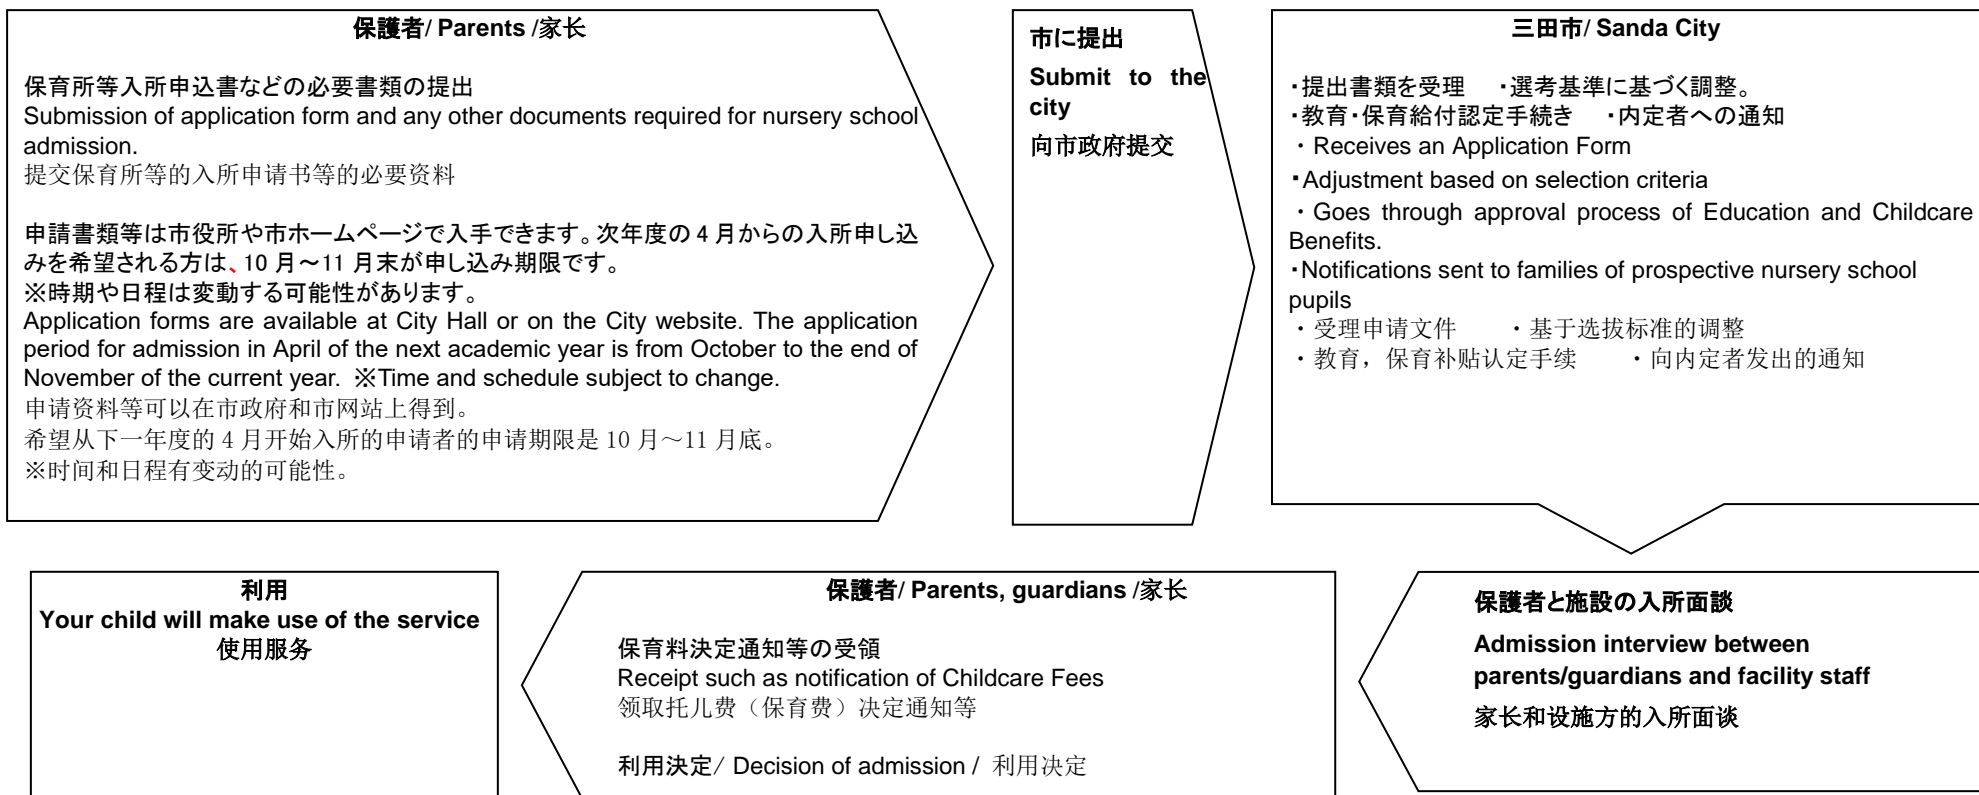 保護者/ Parents /家长
保育所等入所申込書などの必要書類の提出
Submission of application form and any other documents required for nursery school
admission.
提交保育所等的入所申请书等的必要资料
申請書類等は市役所や市ホームページで入手できます。次年度の 4 月からの入所申し込
みを希望される方は、10 月～11 月末が申し込み期限です。
※時期や日程は変動する可能性があります。
Application forms are available at City Hall or on the City website. The application
period for admission in April of the next academic year is from October to the end of
November of the current year. ※Time and schedule subject to change.
申请资料等可以在市政府和市网站上得到。
希望从下一年度的 4 月开始入所的申请者的申请期限是 10 月～11 月底。
※时间和日程有变动的可能性。
市に提出
Submit to the
city
向市政府提交
三田市/ Sanda City
・提出書類を受理 ・選考基準に基づく調整。
・教育・保育給付認定手続き ・内定者への通知
・Receives an Application Form
・Adjustment based on selection criteria
・Goes through approval process of Education and Childcare
Benefits.
・Notifications sent to families of prospective nursery school
pupils
・受理申请文件 ・基于选拔标准的调整
・教育，保育补贴认定手续 ・向内定者发出的通知
保護者と施設の入所面談
Admission interview between
parents/guardians and facility staff
家长和设施方的入所面谈
保護者/ Parents, guardians /家长
保育料決定通知等の受領
Receipt such as notification of Childcare Fees
领取托儿费（保育费）决定通知等
利用決定/ Decision of admission / 利用决定
利用
Your child will make use of the service
使用服务